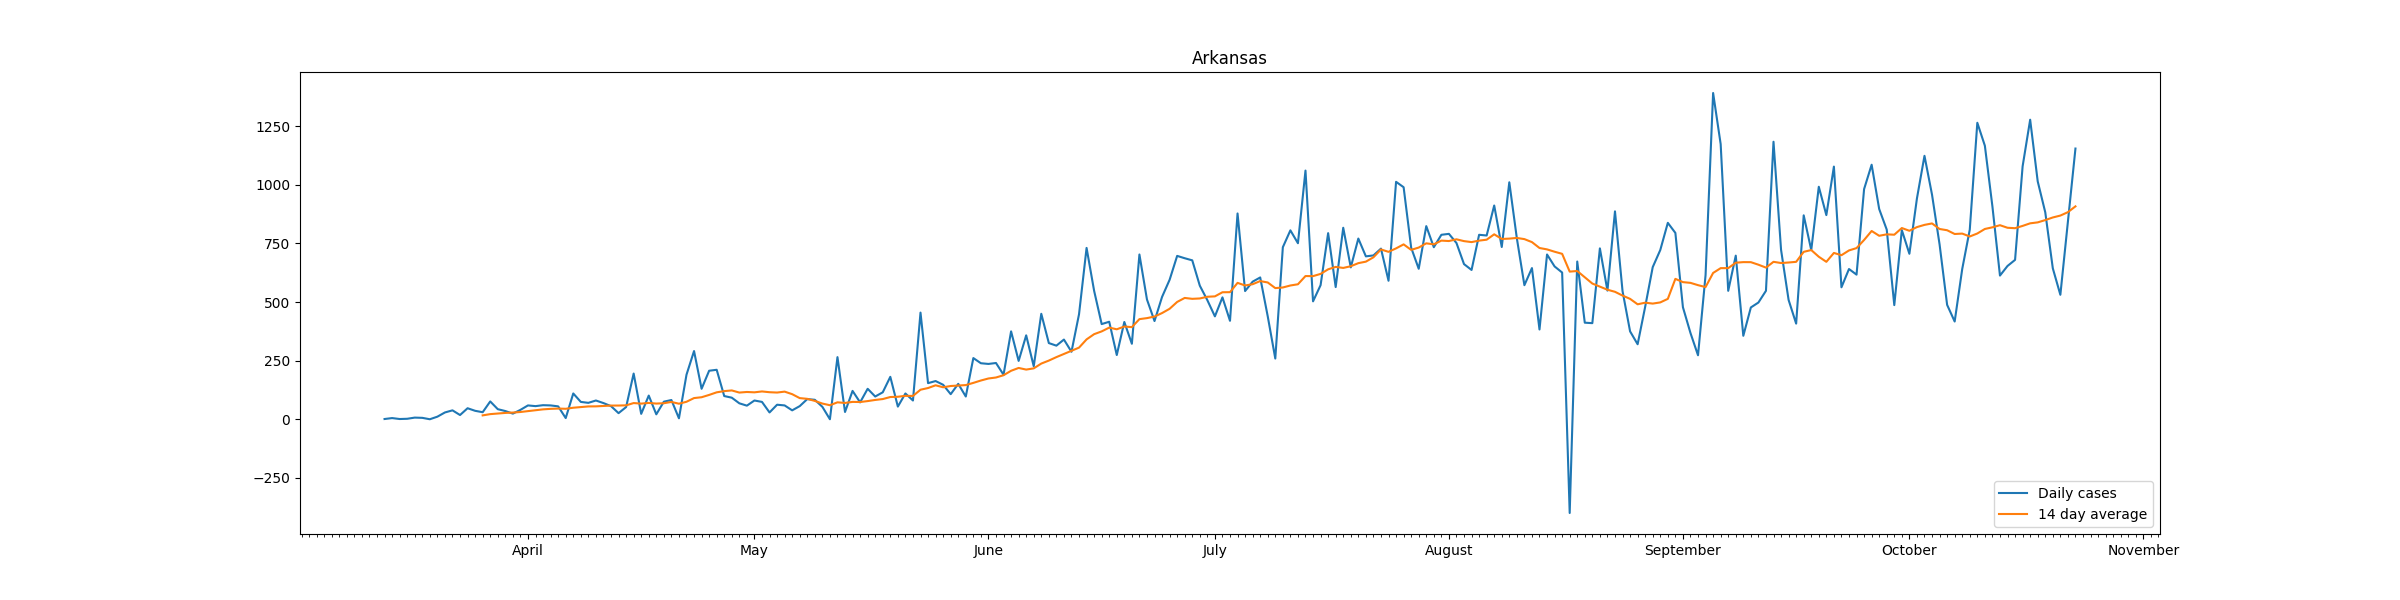 Arkansas
1250
1000
750
500
250
0
−250
April May June July August September October November
Daily cases
14 day average